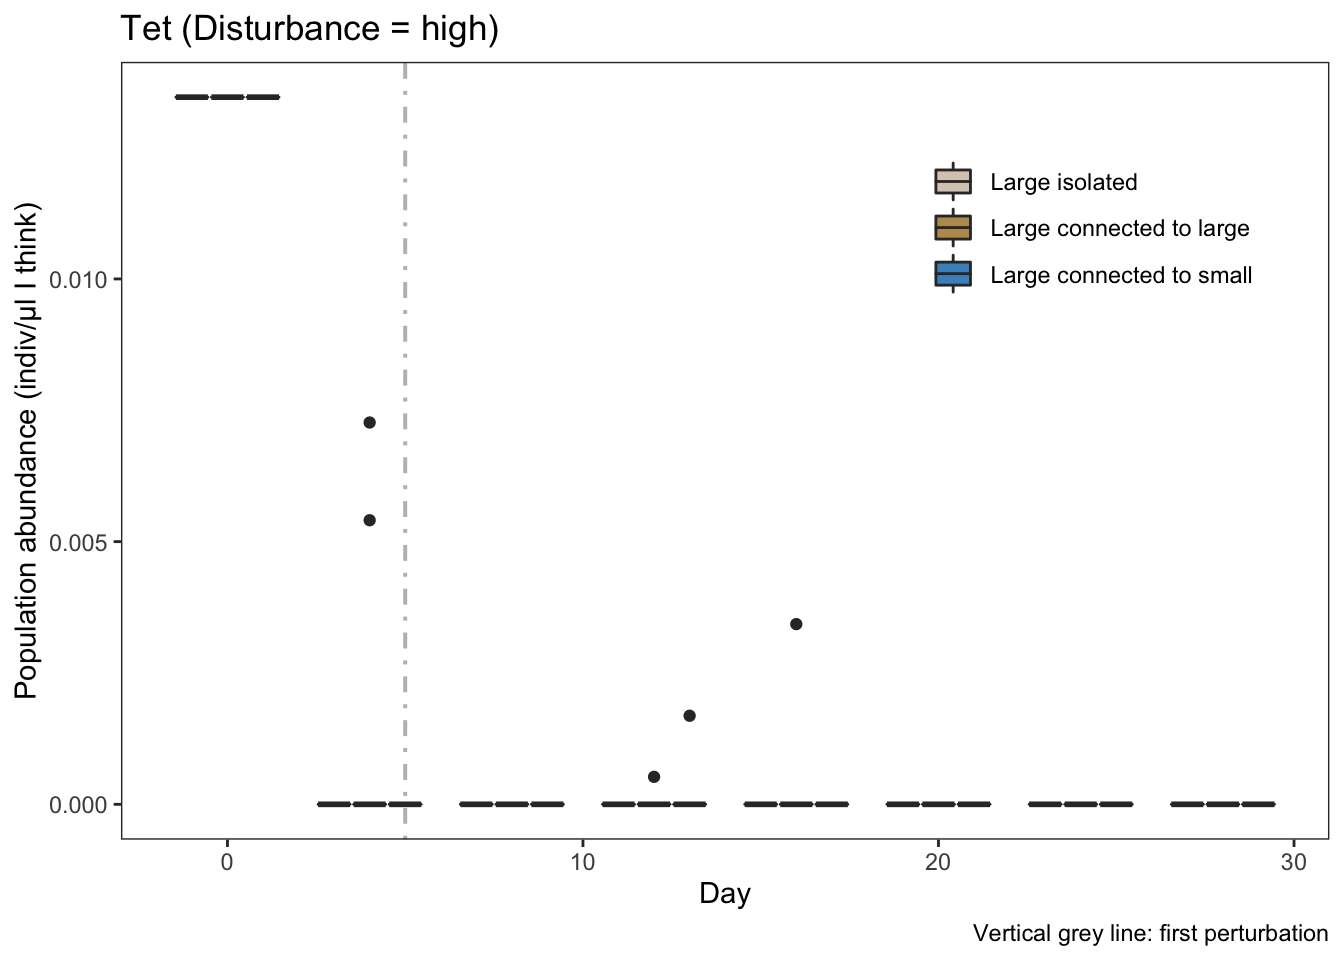 Tet (Disturbance = high)
Population abundance (indiv/μl I think)
0.010
0.005
0.000
Large isolated
Large connected to large
Large connected to small
0 10 20 30
Day
Vertical grey line: first perturbation